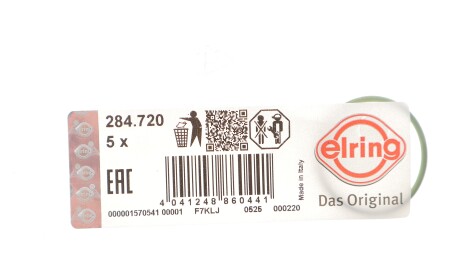 284.720
5 x
EAC
4 041248 860441
000001570541 00001 F7KLJ 0525 000220
Made in Italy
elring
Das Original